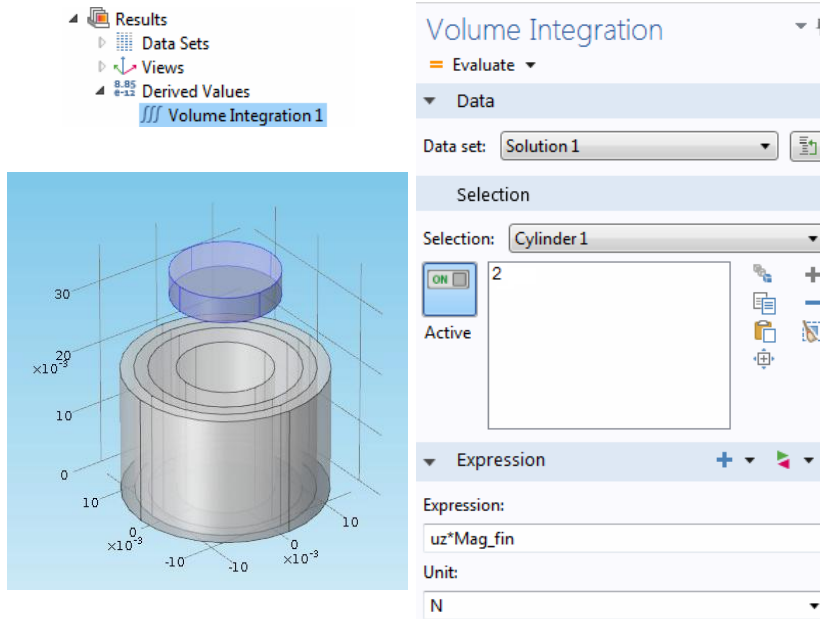 Results
Data Sets
Views
8.85
e-12 Derived Values
∫∫∫ Volume Integration 1
30
20
×10⁻³
10
0
10
0
×10⁻³
-10
-10
0
×10⁻³
10
Volume Integration
= Evaluate
Data
Data set: Solution 1
Selection
Selection: Cylinder 1
ON
2
Active
Expression
Expression:
uz*Mag_fin
Unit:
N